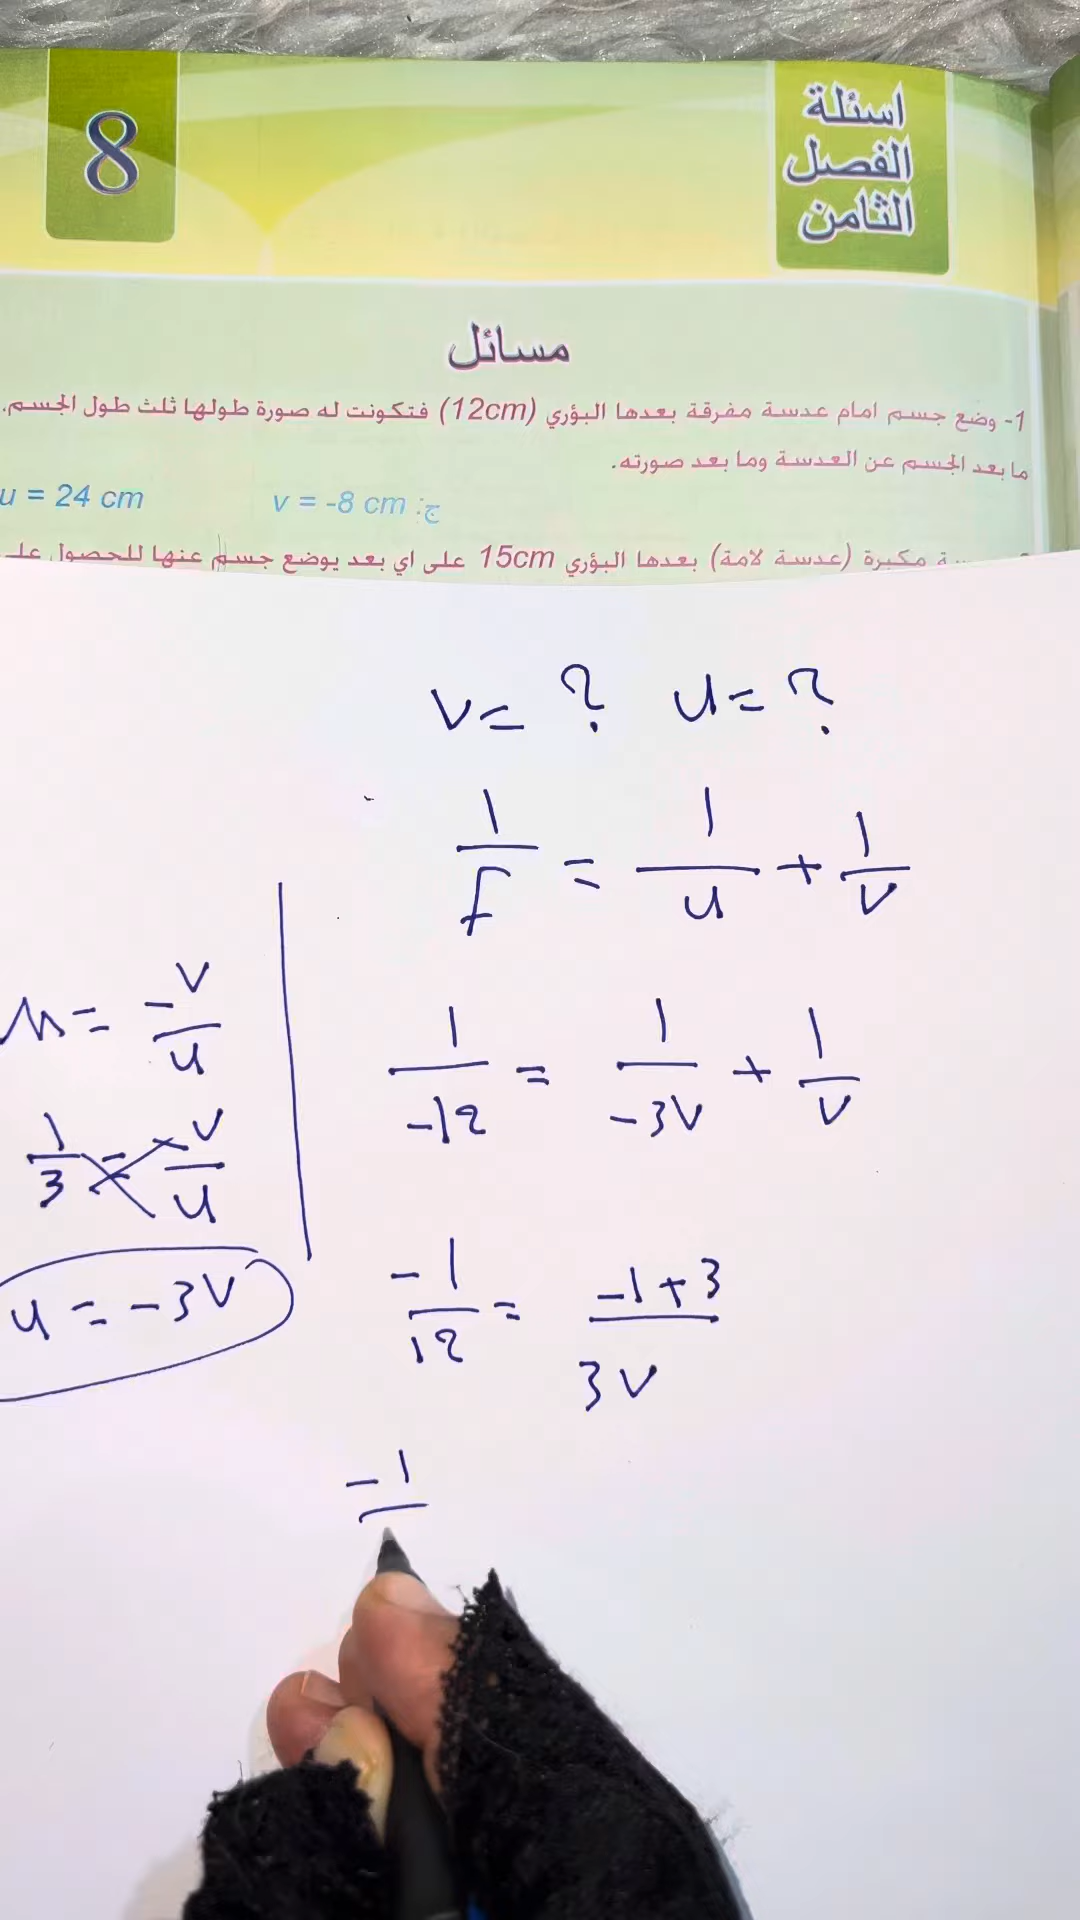 8
اسئلة
الفصل
الثامن
مسائل
1- وضع جسم امام عدسة مفرقة بعدها البؤري (12cm) فتكونت له صورة طولها ثلث طول الجسم.
ما بعد الجسم عن العدسة وما بعد صورته.
ج: v = -8 cm u = 24 cm
مكبرة (عدسة لامة) بعدها البؤري 15cm على اي بعد يوضع جسم عنها للحصول
v = ? u = ?
1/f = 1/u + 1/v
1/-12 = 1/-3v + 1/v
-1/12 = -1+3/3v
-1
M = -v/u
1/3 = -v/u
u = -3v